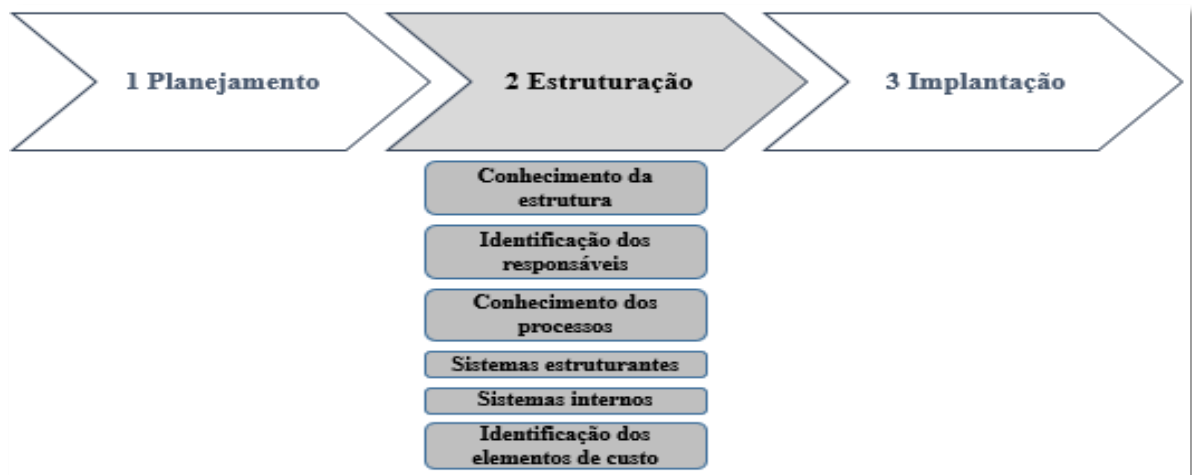 1 Planejamento
2 Estruturação
3 Implantação
Conhecimento da
estrutura
Identificação dos
responsáveis
Conhecimento dos
processos
Sistemas estruturantes
Sistemas internos
Identificação dos
elementos de custo